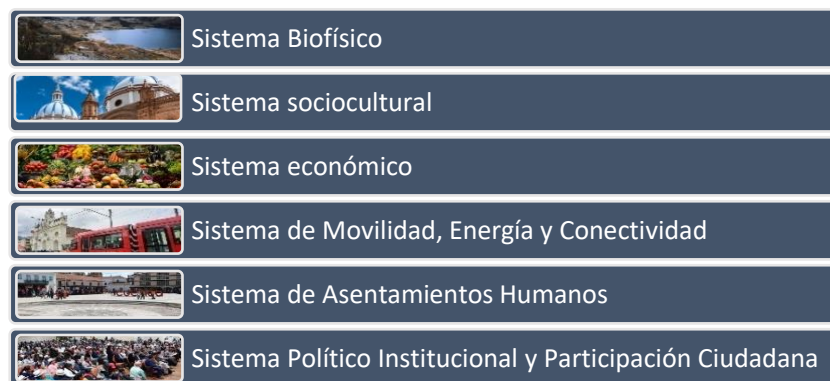 Sistema Biofísico
Sistema sociocultural
Sistema económico
Sistema de Movilidad, Energía y Conectividad
Sistema de Asentamientos Humanos
Sistema Político Institucional y Participación Ciudadana